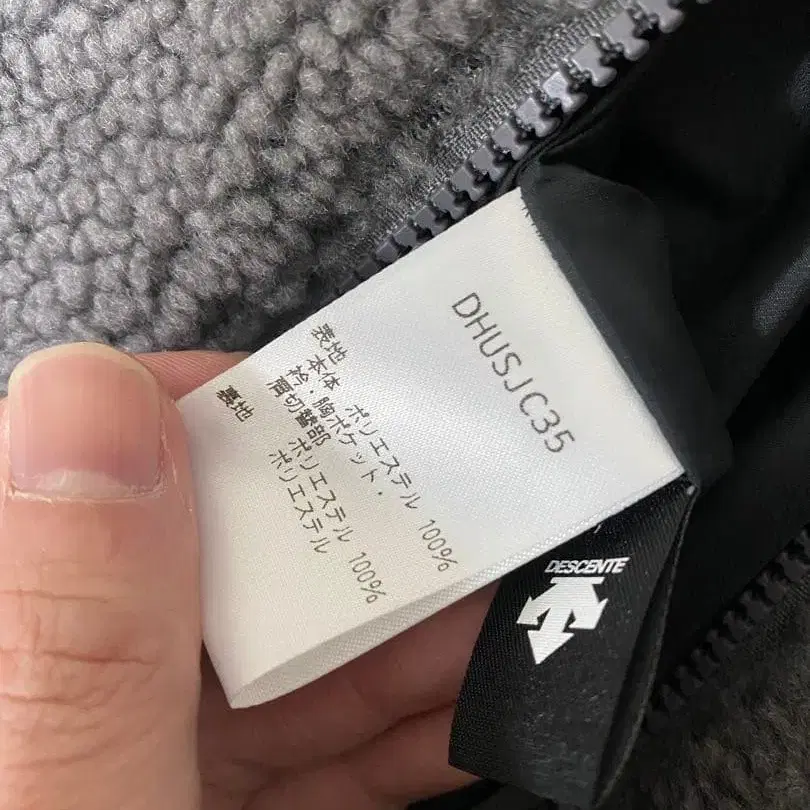 DHUSJC35
表地
本体 ポリエステル 100%
衿・胸ポケット・
肩切替部 ポリエステル 100%
裏地 ポリエステル
DESCENTE